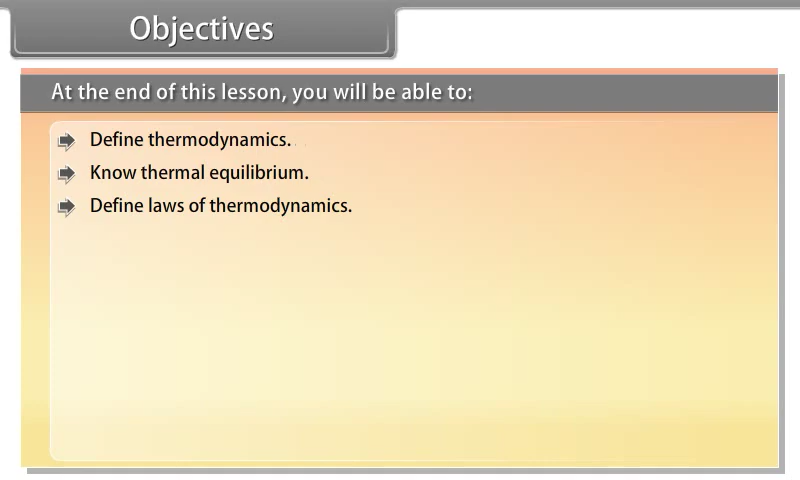 Objectives
At the end of this lesson, you will be able to:
Define thermodynamics.
Know thermal equilibrium.
Define laws of thermodynamics.